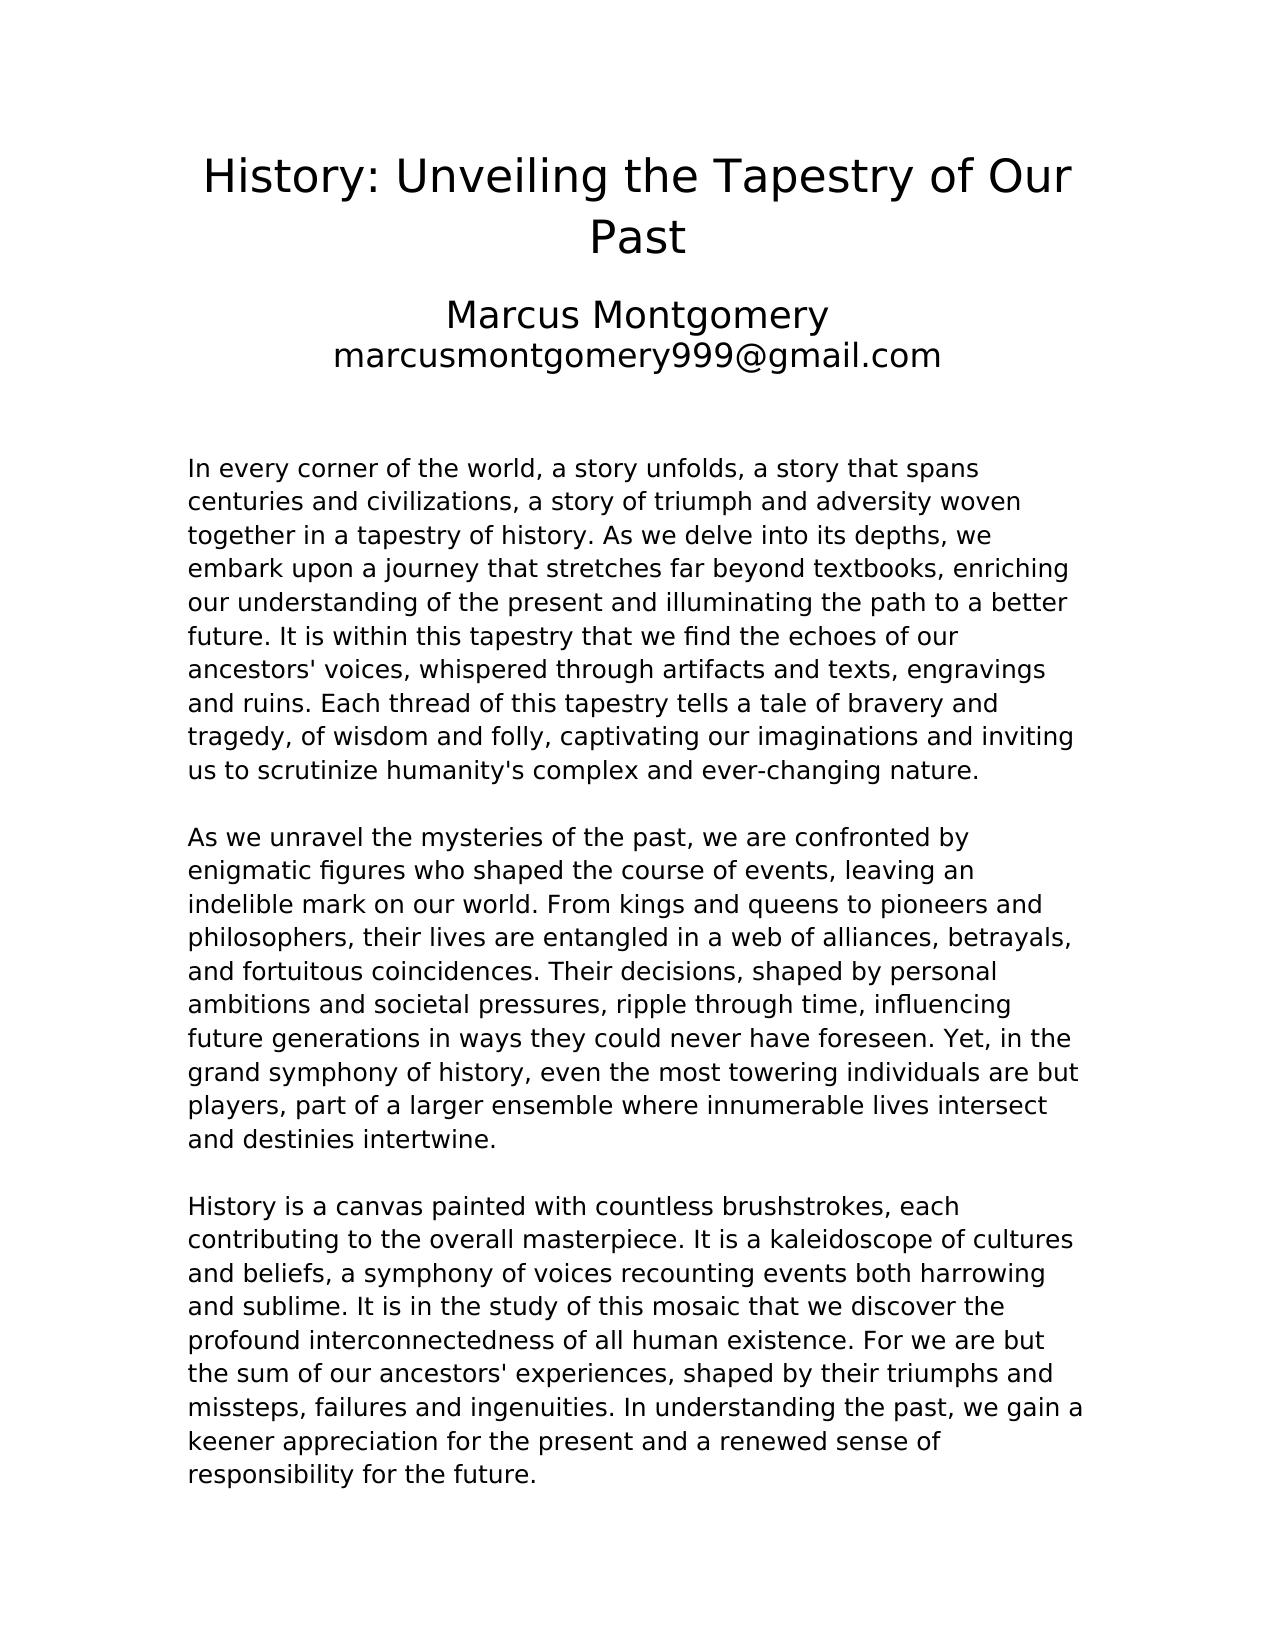 History: Unveiling the Tapestry of Our
Past
Marcus Montgomery
marcusmontgomery999@gmail.com
In every corner of the world, a story unfolds, a story that spans
centuries and civilizations, a story of triumph and adversity woven
together in a tapestry of history. As we delve into its depths, we
embark upon a journey that stretches far beyond textbooks, enriching
our understanding of the present and illuminating the path to a better
future. It is within this tapestry that we find the echoes of our
ancestors' voices, whispered through artifacts and texts, engravings
and ruins. Each thread of this tapestry tells a tale of bravery and
tragedy, of wisdom and folly, captivating our imaginations and inviting
us to scrutinize humanity's complex and ever-changing nature.
As we unravel the mysteries of the past, we are confronted by
enigmatic figures who shaped the course of events, leaving an
indelible mark on our world. From kings and queens to pioneers and
philosophers, their lives are entangled in a web of alliances, betrayals,
and fortuitous coincidences. Their decisions, shaped by personal
ambitions and societal pressures, ripple through time, influencing
future generations in ways they could never have foreseen. Yet, in the
grand symphony of history, even the most towering individuals are but
players, part of a larger ensemble where innumerable lives intersect
and destinies intertwine.
History is a canvas painted with countless brushstrokes, each
contributing to the overall masterpiece. It is a kaleidoscope of cultures
and beliefs, a symphony of voices recounting events both harrowing
and sublime. It is in the study of this mosaic that we discover the
profound interconnectedness of all human existence. For we are but
the sum of our ancestors' experiences, shaped by their triumphs and
missteps, failures and ingenuities. In understanding the past, we gain a
keener appreciation for the present and a renewed sense of
responsibility for the future.